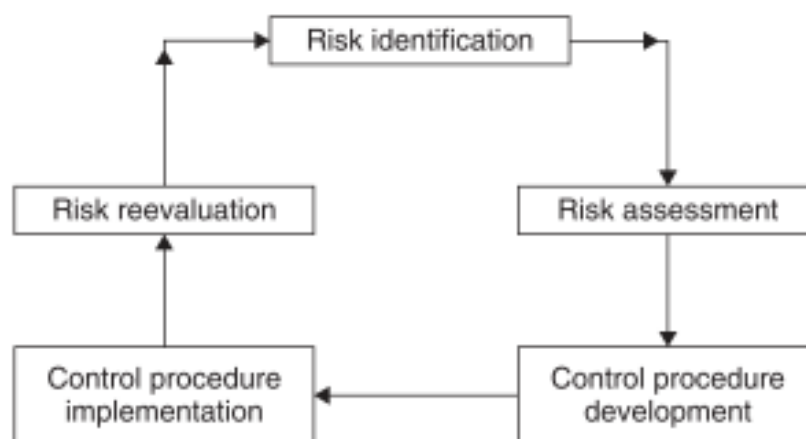 Risk identification
Risk reevaluation
Risk assessment
Control procedure
implementation
Control procedure
development